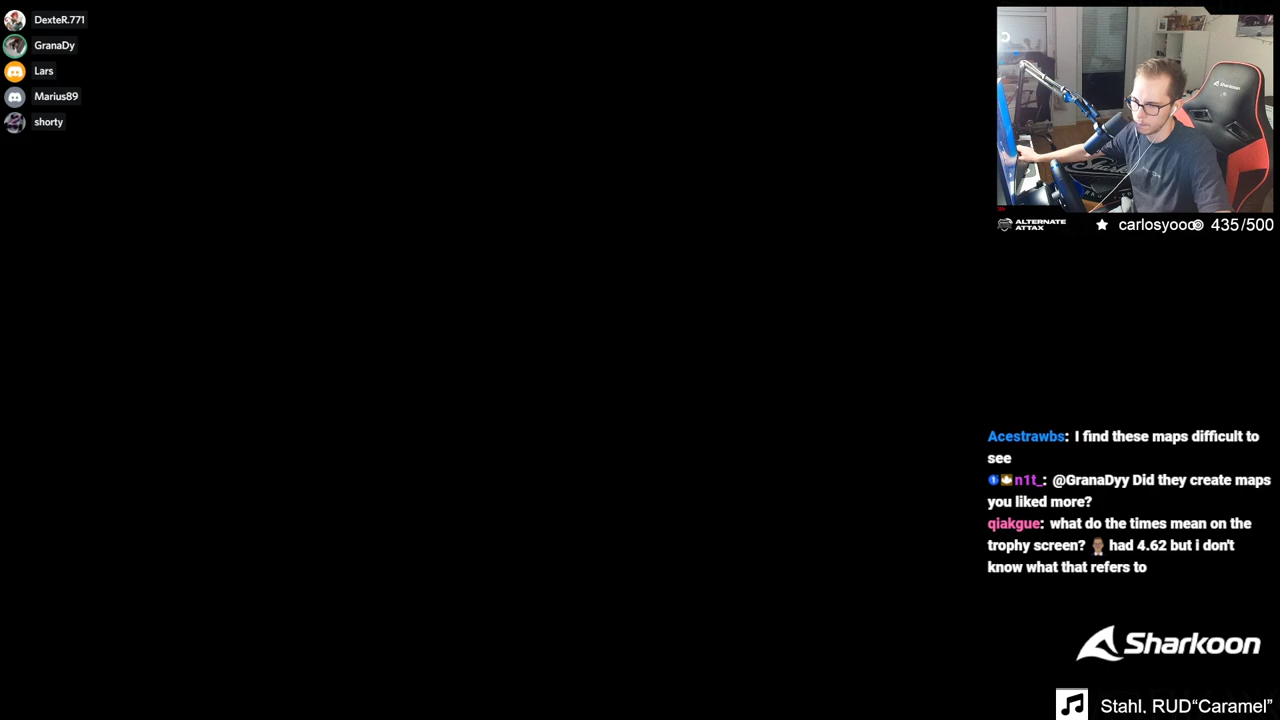 DexteR.771
GranaDy
Lars
Marius89
shorty
Sharkoon
ALTERNATE
ATTAX
carlosyooo
435/500
Acestrawbs: I find these maps difficult to
see
n1t_: @GranaDyy Did they create maps
you liked more?
qiakgue: what do the times mean on the
trophy screen? had 4.62 but i don't
know what that refers to
Sharkoon
Stahl, RUD“Caramel”